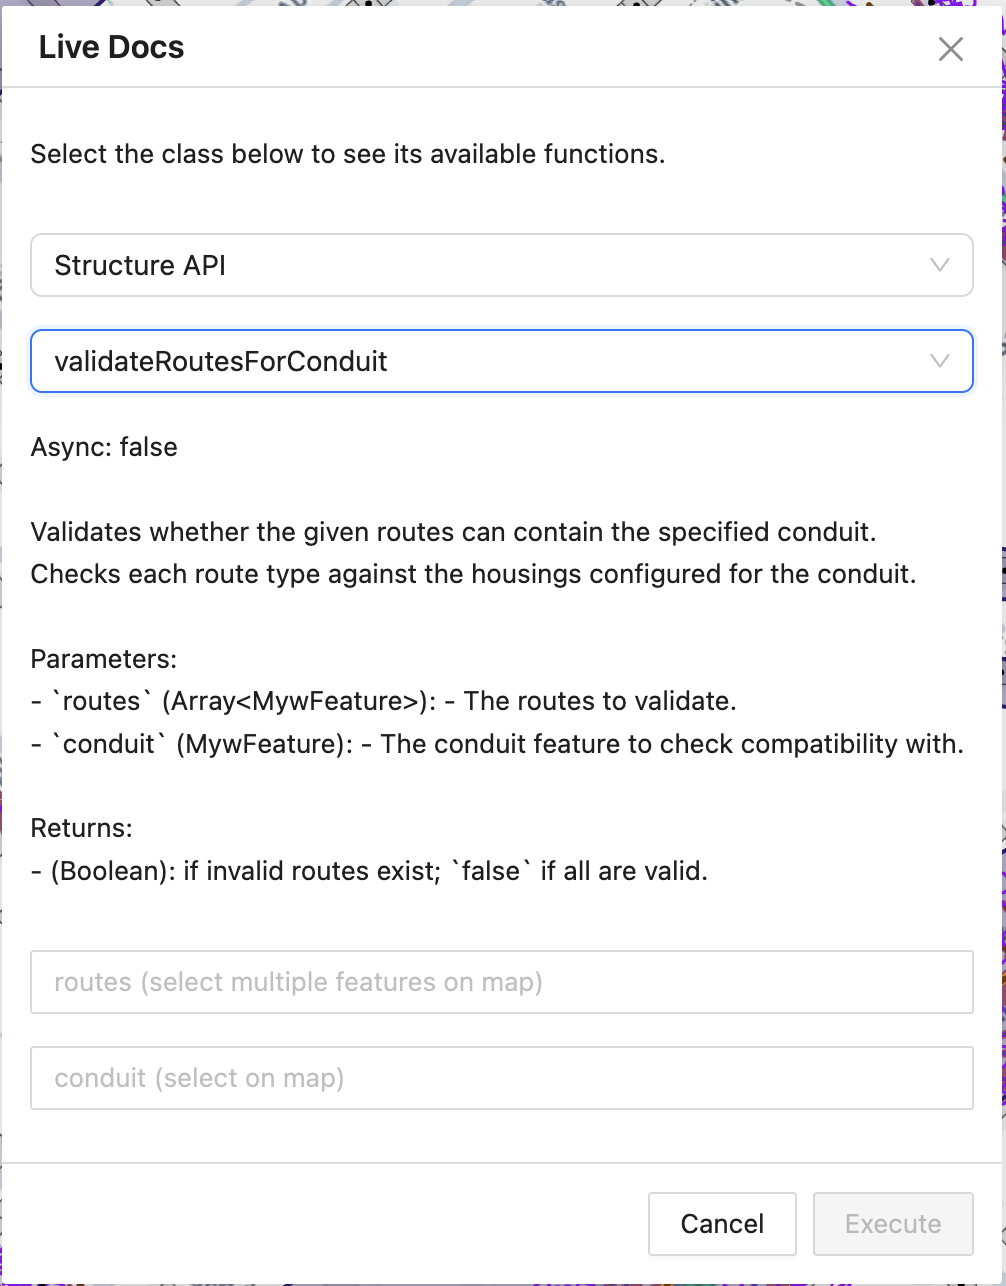 Live Docs
Select the class below to see its available functions.
Structure API
validateRoutesForConduit
Async: false
Validates whether the given routes can contain the specified conduit.
Checks each route type against the housings configured for the conduit.
Parameters:
- `routes` (Array<MywFeature>): - The routes to validate.
- `conduit` (MywFeature): - The conduit feature to check compatibility with.
Returns:
- (Boolean): if invalid routes exist; `false` if all are valid.
routes (select multiple features on map)
conduit (select on map)
Cancel
Execute